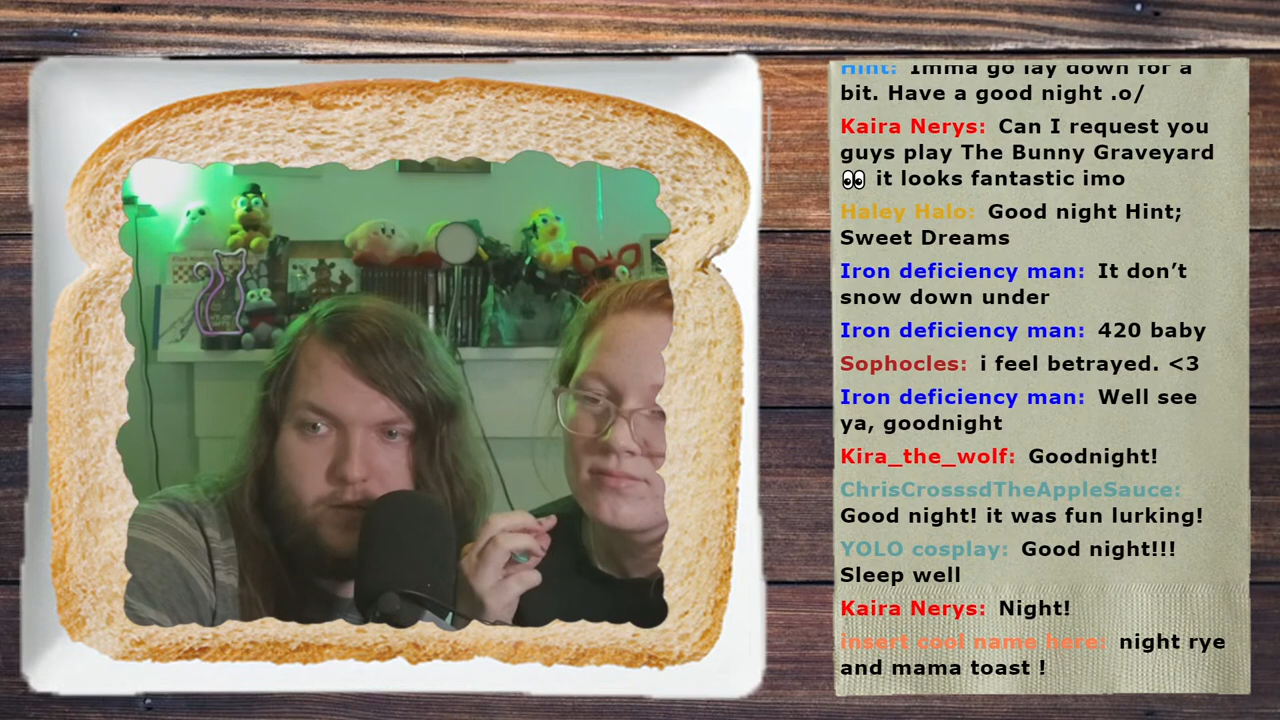 Hint: Imma go lay down for a
bit. Have a good night .o/
Kaira Nerys: Can I request you
guys play The Bunny Graveyard
👀 it looks fantastic imo
Haley Halo: Good night Hint;
Sweet Dreams
Iron deficiency man: It don’t
snow down under
Iron deficiency man: 420 baby
Sophocles: i feel betrayed. <3
Iron deficiency man: Well see
ya, goodnight
Kira_the_wolf: Goodnight!
ChrisCrosssdTheAppleSauce:
Good night! it was fun lurking!
YOLO cosplay: Good night!!!
Sleep well
Kaira Nerys: Night!
insert cool name here: night rye
and mama toast !